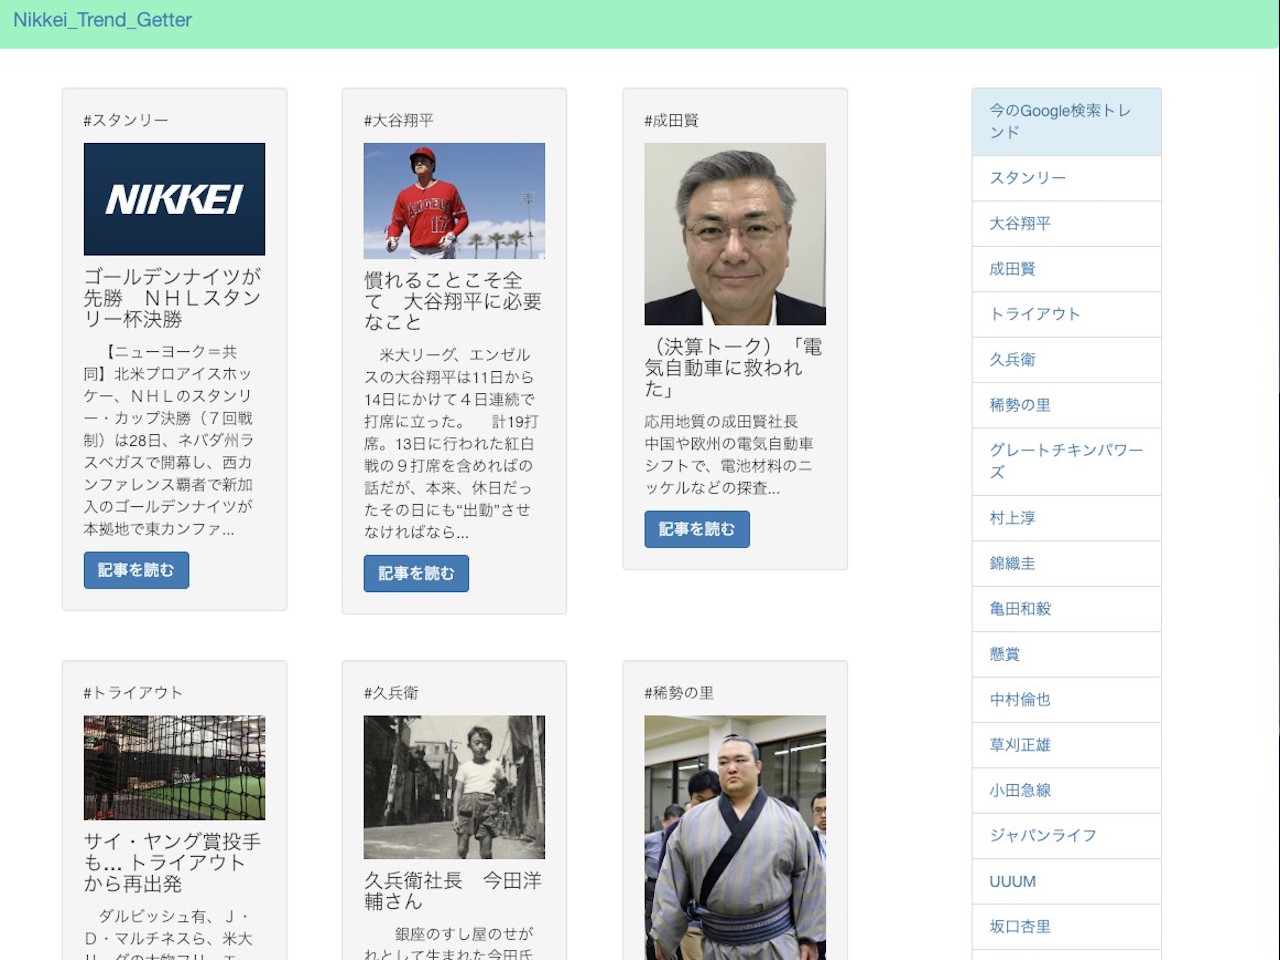 Nikkei_Trend_Getter
#スタンリー
NIKKEI
ゴールデンナイツが
先勝　ＮＨＬスタン
リー杯決勝
【ニューヨーク＝共
同】北米プロアイスホッ
ケー、ＮＨＬのスタンリ
ー・カップ決勝（７回戦
制）は28日、ネバダ州ラ
スベガスで開幕し、西カ
ンファレンス覇者で新加
入のゴールデンナイツが
本拠地で東カンファ...
記事を読む
#大谷翔平
ANGELS
17
慣れることこそ全
て　大谷翔平に必要
なこと
米大リーグ、エンゼル
スの大谷翔平は11日から
14日にかけて４日連続で
打席に立った。　計19打
席。13日に行われた紅白
戦の９打席を含めればの
話だが、本来、休日だっ
たその日にも“出勤”させ
なければなら...
記事を読む
#成田賢
（決算トーク）「電
気自動車に救われ
た」
応用地質の成田賢社長
中国や欧州の電気自動車
シフトで、電池材料のニ
ッケルなどの探査...
記事を読む
#トライアウト
サイ・ヤング賞投手
も... トライアウト
から再出発
ダルビッシュ有、Ｊ・
Ｄ・マルチネスら、米大
リーグの大物フリーエー
#久兵衛
久兵衛社長　今田洋
輔さん
銀座のすし屋のせが
れとして生まれた今田氏
#稀勢の里
今のGoogle検索トレ
ンド
スタンリー
大谷翔平
成田賢
トライアウト
久兵衛
稀勢の里
グレートチキンパワー
ズ
村上淳
錦織圭
亀田和毅
懸賞
中村倫也
草刈正雄
小田急線
ジャパンライフ
UUUM
坂口杏里